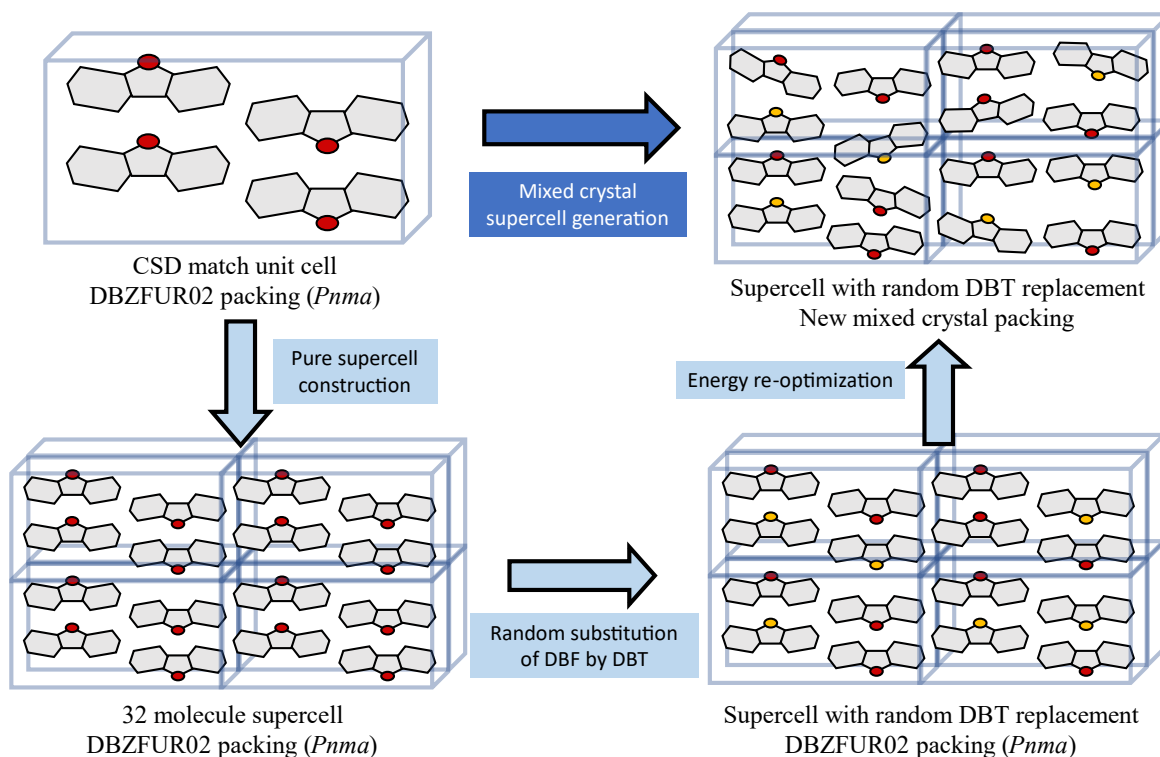 Mixed crystal
supercell generation
CSD match unit cell
DBZFUR02 packing (Pnma)
Supercell with random DBT replacement
New mixed crystal packing
Pure supercell
construction
Energy re-optimization
Random substitution
of DBF by DBT
32 molecule supercell
DBZFUR02 packing (Pnma)
Supercell with random DBT replacement
DBZFUR02 packing (Pnma)